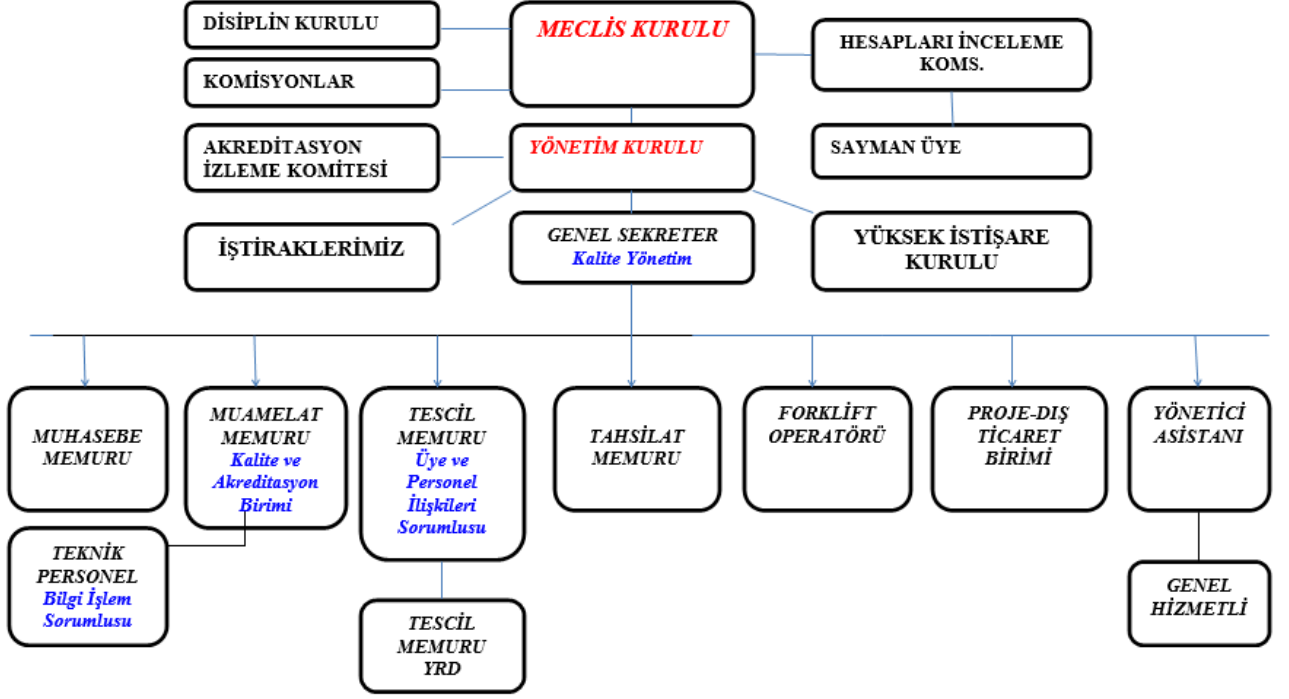 DİSİPLİN KURULU
MECLİS KURULU
HESAPLARI İNCELEME
KOMS.
KOMİSYONLAR
AKREDİTASYON
İZLEME KOMİTESİ
YÖNETİM KURULU
SAYMAN ÜYE
İŞTİRAKLERİMİZ
GENEL SEKRETER
Kalite Yönetim
YÜKSEK İSTİŞARE
KURULU
MUHASEBE
MEMURU
MUAMELAT
MEMURU
Kalite ve
Akreditasyon
Birimi
TESCİL
MEMURU
Üye ve
Personel
İlişkileri
Sorumlusu
TAHSİLAT
MEMURU
FORKLİFT
OPERATÖRÜ
PROJE-DIŞ
TİCARET
BİRİMİ
YÖNETİCİ
ASİSTANI
TEKNİK
PERSONEL
Bilgi İşlem
Sorumlusu
TESCİL
MEMURU
YRD
GENEL
HİZMETLİ